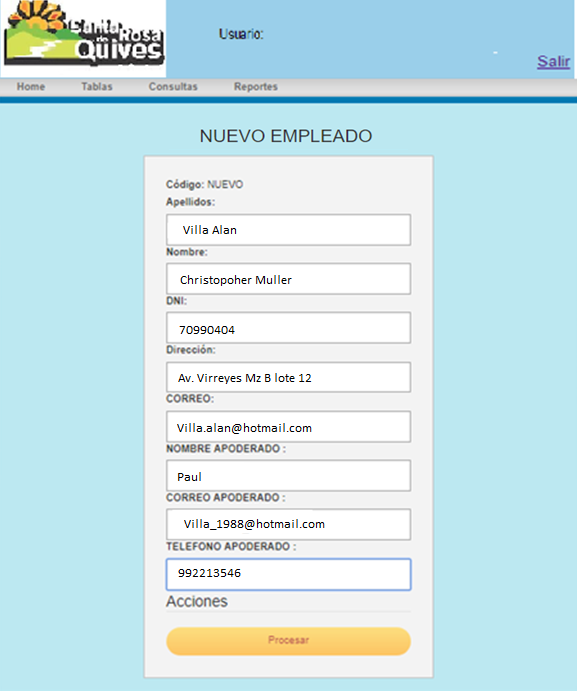 Santa
de Rosa
Quives
Usuario:
Salir
Home Tablas Consultas Reportes
NUEVO EMPLEADO
Código: NUEVO
Apellidos:
Villa Alan
Nombre:
Christopoher Muller
DNI:
70990404
Dirección:
Av. Virreyes Mz B lote 12
CORREO:
Villa.alan@hotmail.com
NOMBRE APODERADO :
Paul
CORREO APODERADO :
Villa_1988@hotmail.com
TELEFONO APODERADO :
992213546
Acciones
Procesar